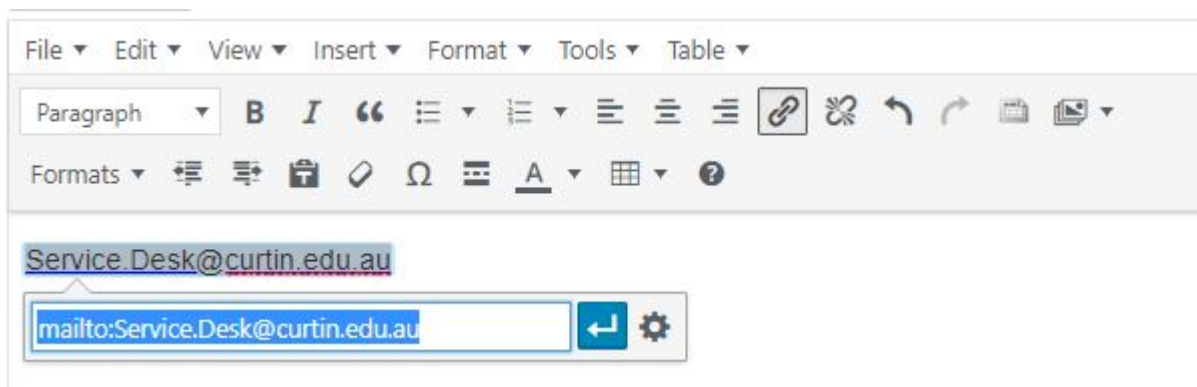 File Edit View Insert Format Tools Table
Paragraph B I
Formats Ω A
Service.Desk@curtin.edu.au
mailto:Service.Desk@curtin.edu.au